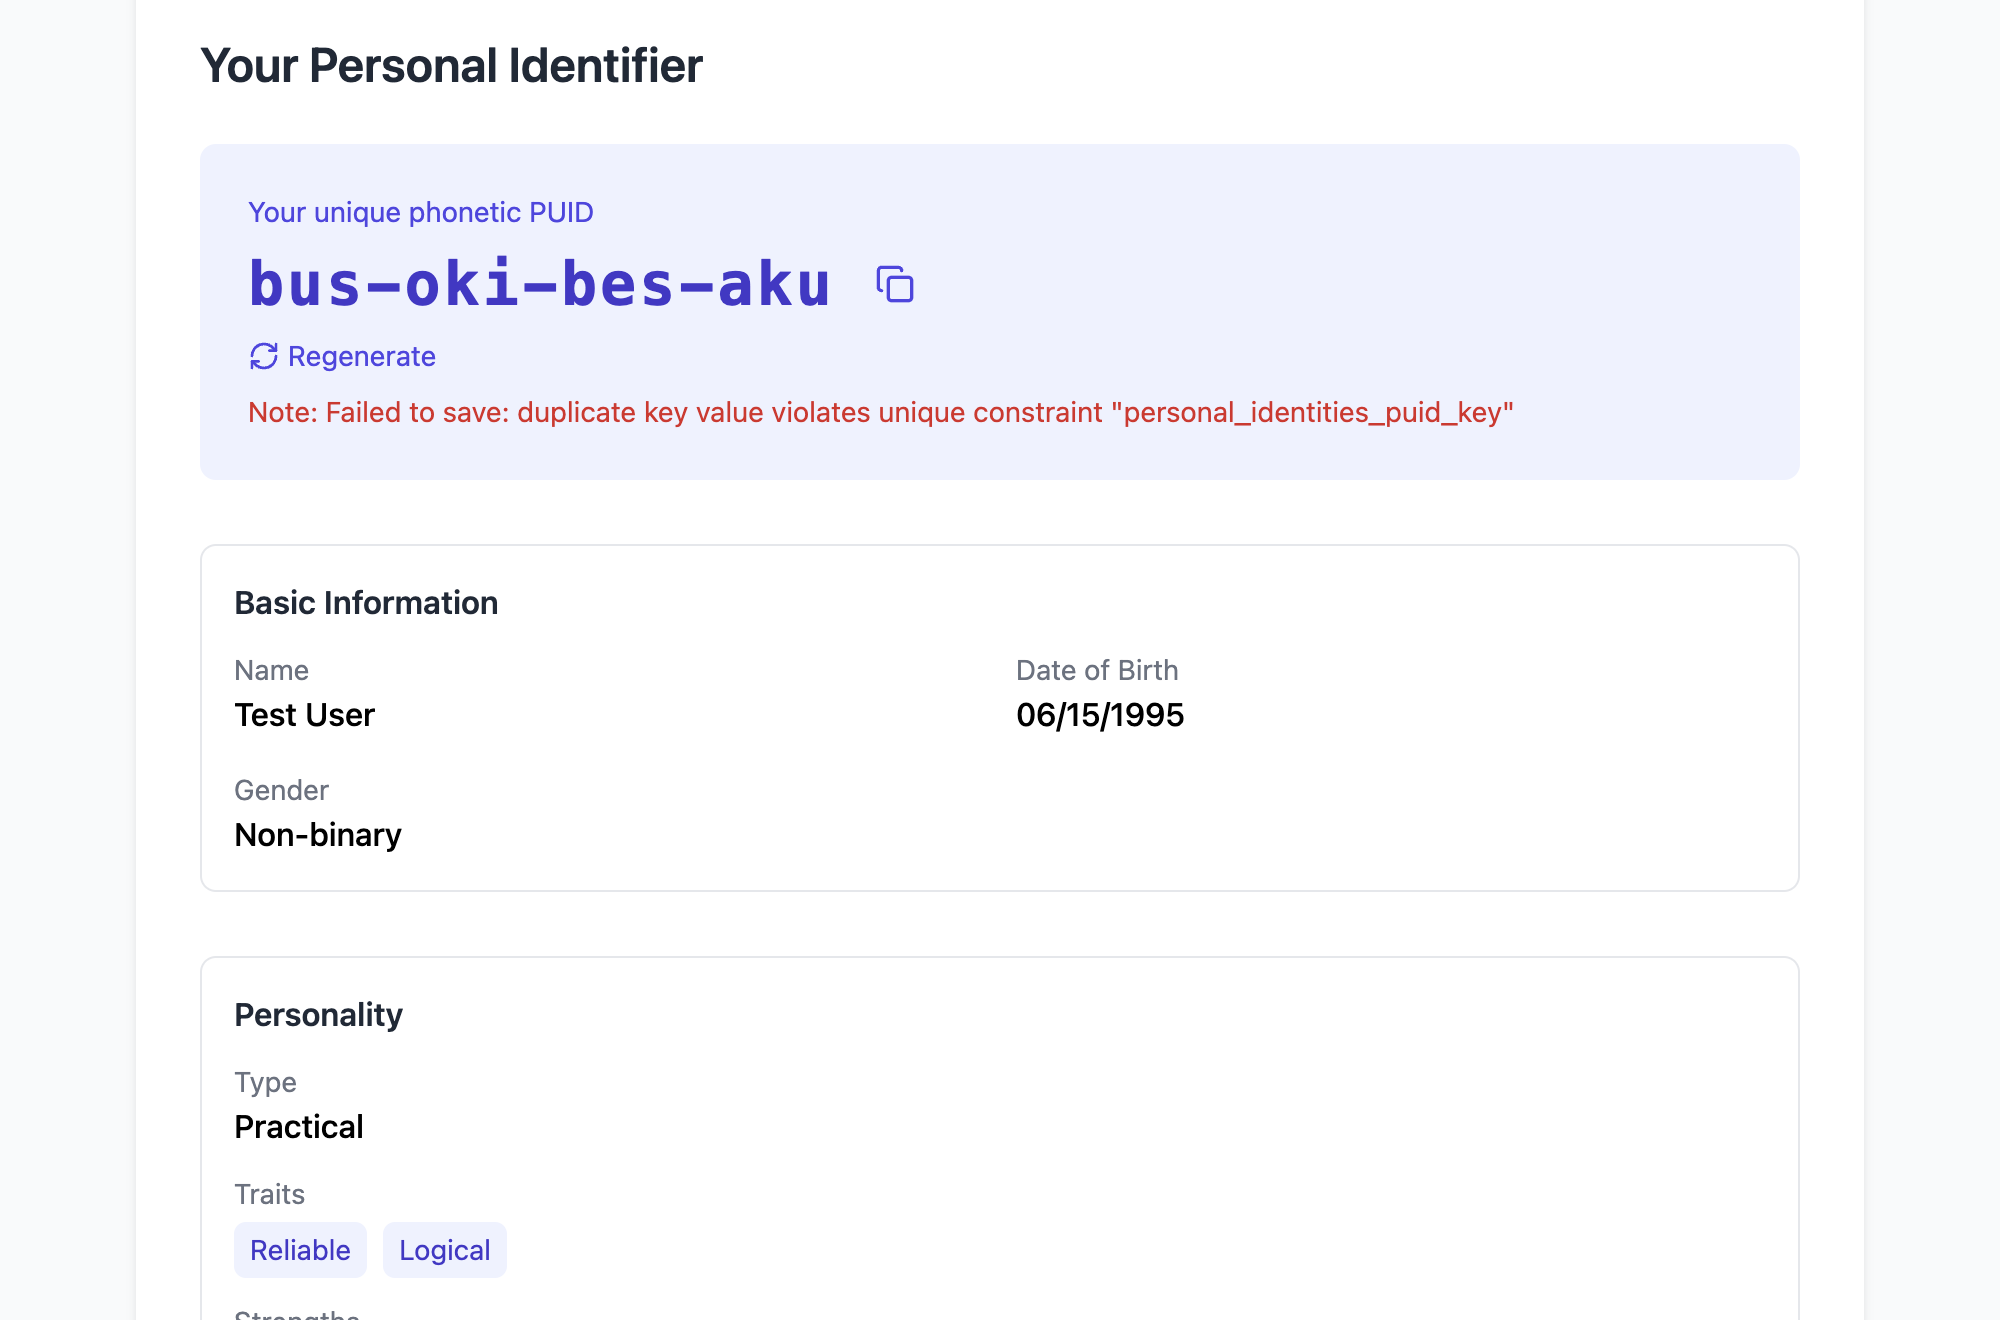 Your Personal Identifier
Your unique phonetic PUID
bus-oki-bes-aku
Regenerate
Note: Failed to save: duplicate key value violates unique constraint "personal_identities_puid_key"
Basic Information
Name
Date of Birth
Test User
06/15/1995
Gender
Non-binary
Personality
Type
Practical
Traits
Reliable Logical
Strengths